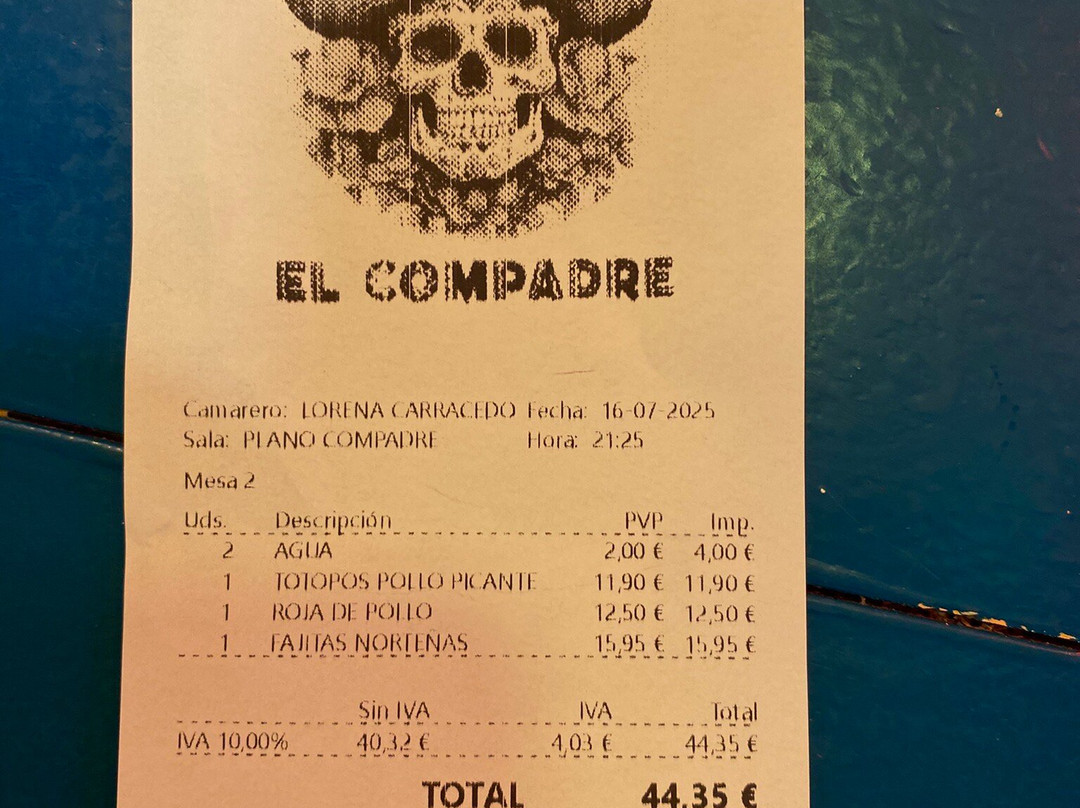 EL COMPADRE
Camarero: LORENA CARRACEDO Fecha: 16-07-2025
Sala: PLANO COMPADRE Hora: 21:25
Mesa 2
Uds. Descripción PVP Imp.
2 AGUA 2,00 € 4,00 €
1 TOTOPOS POLLO PICANTE 11,90 € 11,90 €
1 ROJA DE POLLO 12,50 € 12,50 €
1 FAJITAS NORTEÑAS 15,95 € 15,95 €
Sin IVA IVA Total
IVA 10,00% 40,32 € 4,03 € 44,35 €
TOTAL 44,35 €